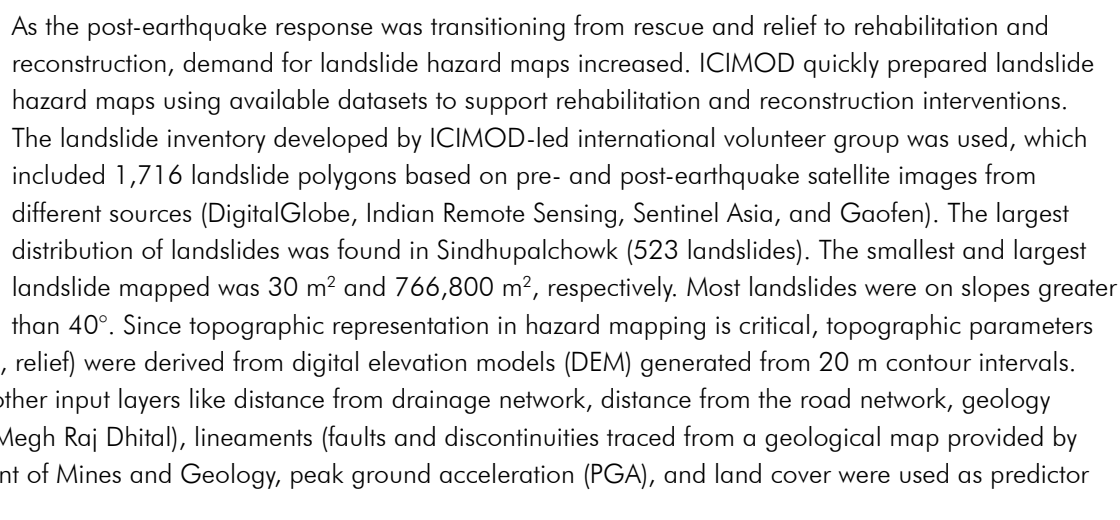 As the post-earthquake response was transitioning from rescue and relief to rehabilitation and
reconstruction, demand for landslide hazard maps increased. ICIMOD quickly prepared landslide
hazard maps using available datasets to support rehabilitation and reconstruction interventions.
The landslide inventory developed by ICIMOD-led international volunteer group was used, which
included 1,716 landslide polygons based on pre- and post-earthquake satellite images from
different sources (DigitalGlobe, Indian Remote Sensing, Sentinel Asia, and Gaofen). The largest
distribution of landslides was found in Sindhupalchowk (523 landslides). The smallest and largest
landslide mapped was 30 m² and 766,800 m², respectively. Most landslides were on slopes greater
than 40°. Since topographic representation in hazard mapping is critical, topographic parameters
, relief) were derived from digital elevation models (DEM) generated from 20 m contour intervals.
other input layers like distance from drainage network, distance from the road network, geology
Megh Raj Dhital), lineaments (faults and discontinuities traced from a geological map provided by
nt of Mines and Geology, peak ground acceleration (PGA), and land cover were used as predictor